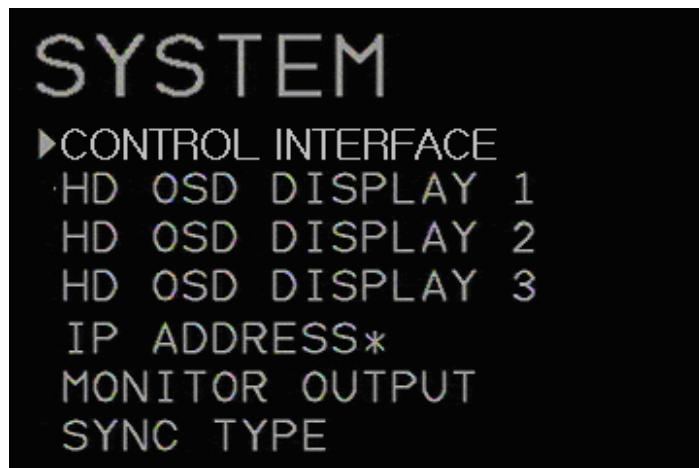 SYSTEM
CONTROL INTERFACE
HD OSD DISPLAY 1
HD OSD DISPLAY 2
HD OSD DISPLAY 3
IP ADDRESS*
MONITOR OUTPUT
SYNC TYPE